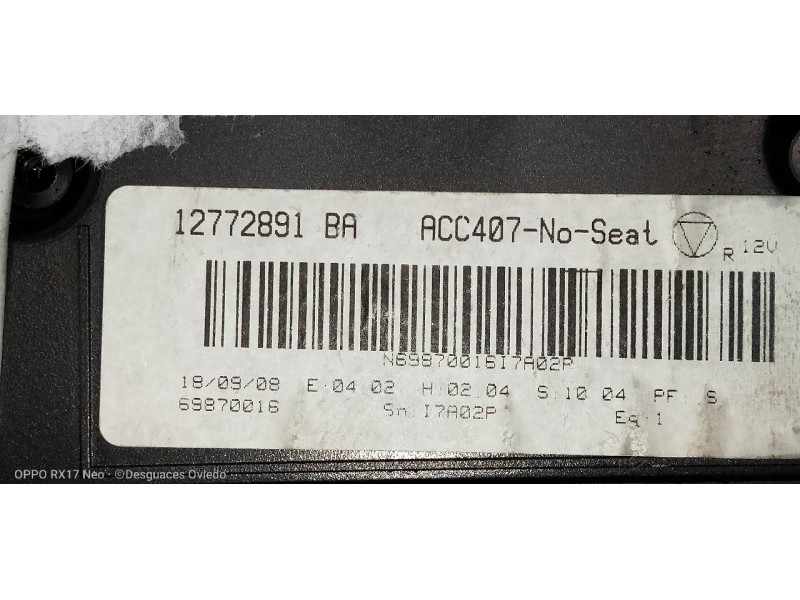 12772891 BA ACC407-No-Seat R 12V
N69870016I7A02P
18/09/08 E:04.02 H:02.04 S:10.04 PF:.S
69870016 Sn:I7A02P Eq:1
OPPO RX17 Neo - ©Desguaces Oviedo